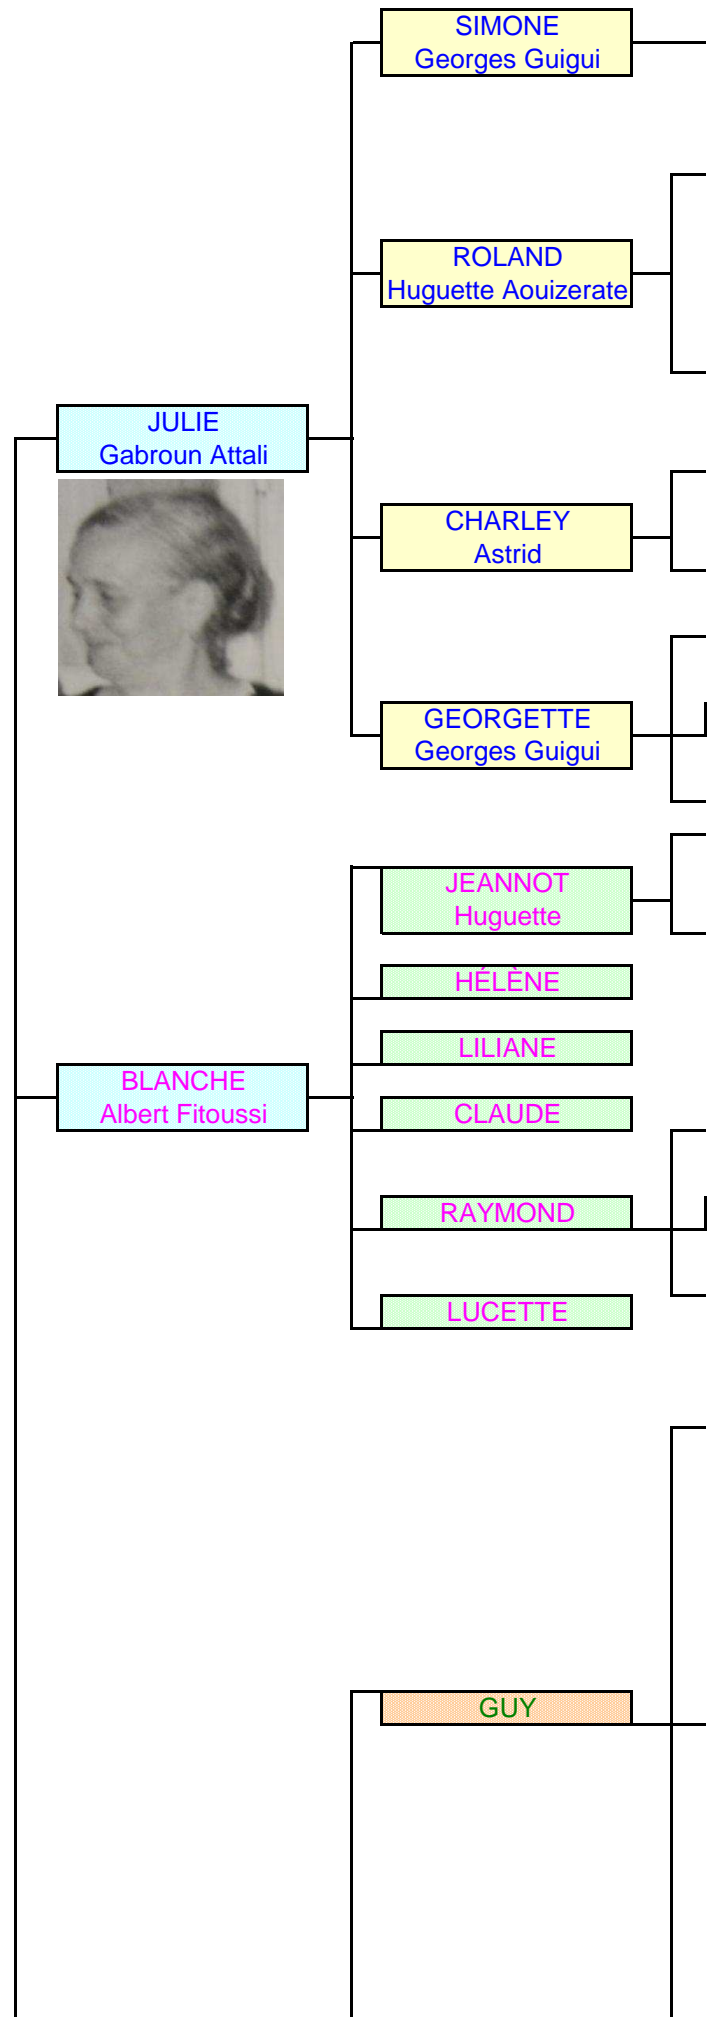 SIMONE
Georges Guigui
ROLAND
Huguette Aouizerate
JULIE
Gabroun Attali
CHARLEY
Astrid
GEORGETTE
Georges Guigui
JEANNOT
Huguette
HÉLÈNE
LILIANE
BLANCHE
Albert Fitoussi
CLAUDE
RAYMOND
LUCETTE
GUY